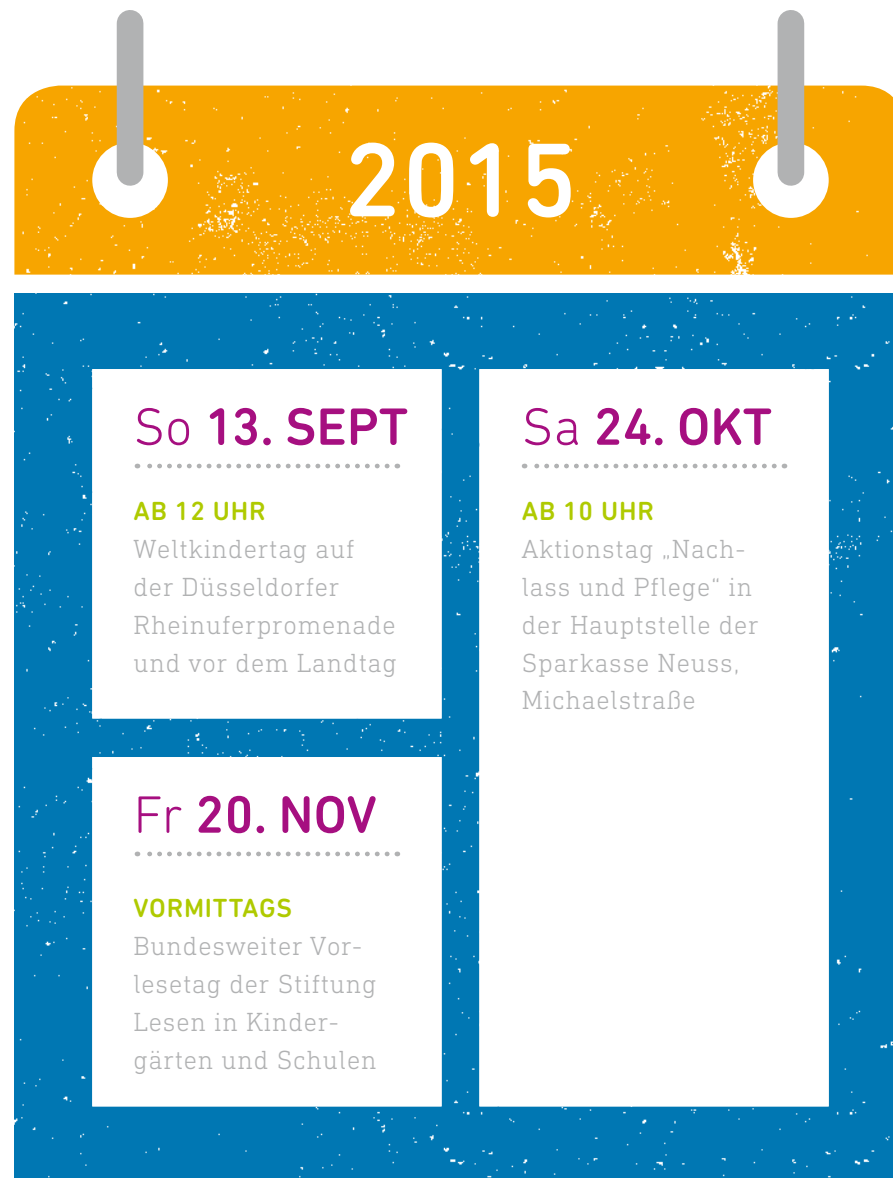 2015
So 13. SEPT
AB 12 UHR
Weltkindertag auf
der Düsseldorfer
Rheinuferpromenade
und vor dem Landtag
Sa 24. OKT
AB 10 UHR
Aktionstag „Nach-
lass und Pflege“ in
der Hauptstelle der
Sparkasse Neuss,
Michaelstraße
Fr 20. NOV
VORMITTAGS
Bundesweiter Vor-
lesetag der Stiftung
Lesen in Kinder-
gärten und Schulen